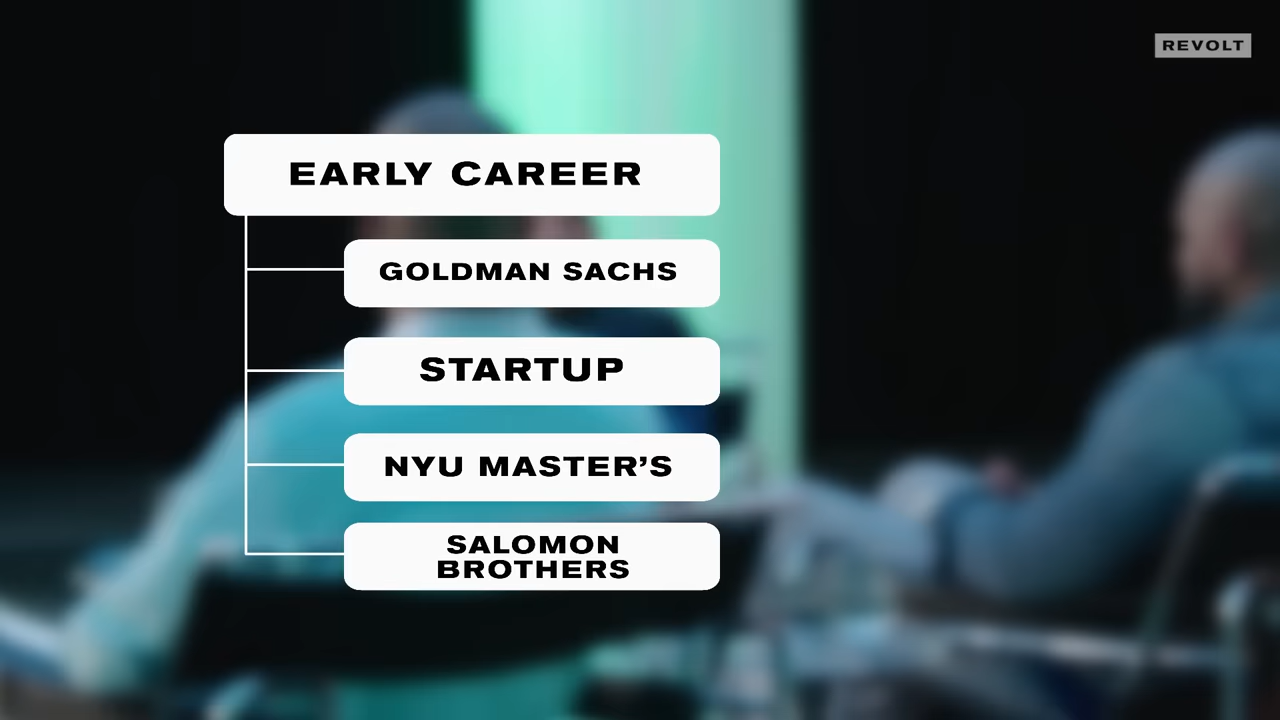 REVOLT
EARLY CAREER
GOLDMAN SACHS
STARTUP
NYU MASTER’S
SALOMON
BROTHERS